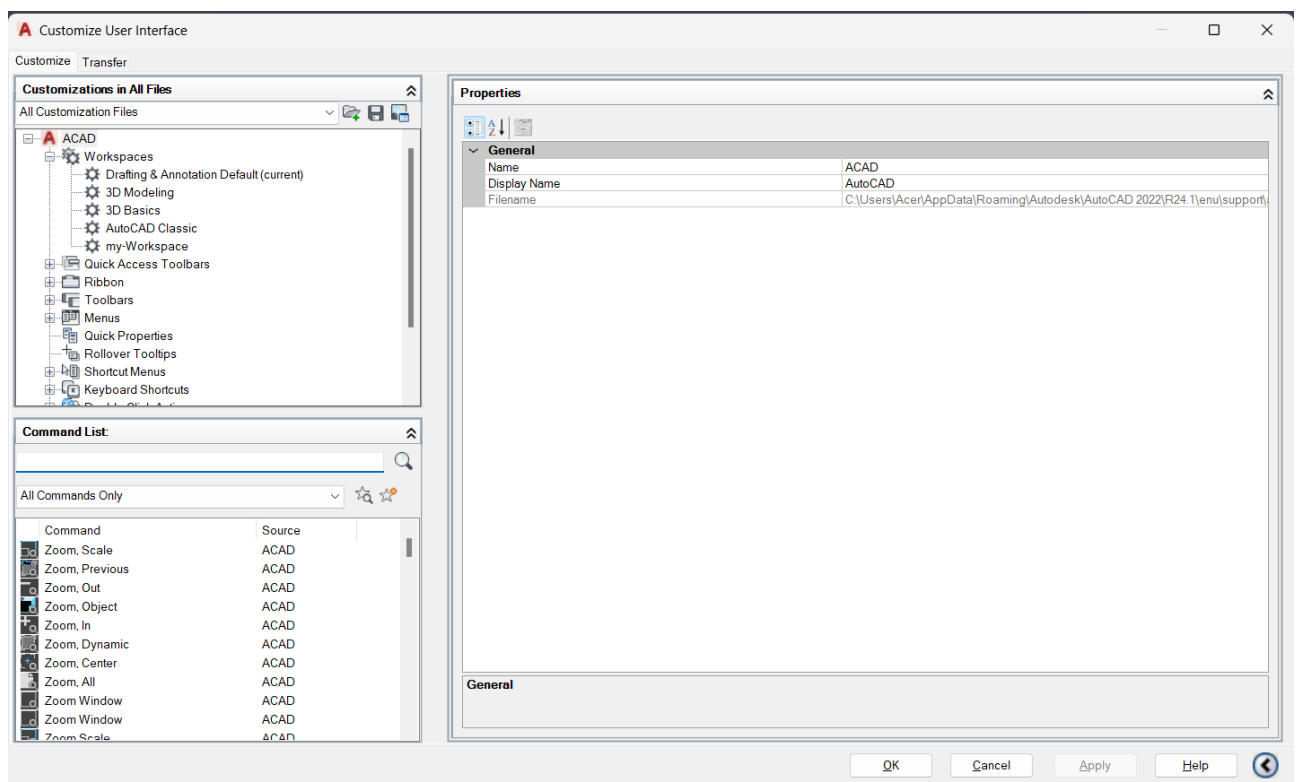 Customize User Interface
Customize Transfer
Customizations in All Files
All Customization Files
ACAD
Workspaces
Drafting & Annotation Default (current)
3D Modeling
3D Basics
AutoCAD Classic
my-Workspace
Quick Access Toolbars
Ribbon
Toolbars
Menus
Quick Properties
Rollover Tooltips
Shortcut Menus
Keyboard Shortcuts
Command List:
All Commands Only
Command Source
Zoom, Scale ACAD
Zoom, Previous ACAD
Zoom, Out ACAD
Zoom, Object ACAD
Zoom, In ACAD
Zoom, Dynamic ACAD
Zoom, Center ACAD
Zoom, All ACAD
Zoom Window ACAD
Zoom Window ACAD
Zoom Scale ACAD
Properties
General
Name ACAD
Display Name AutoCAD
Filename C:\Users\Acer\AppData\Roaming\Autodesk\AutoCAD 2022\R24.1\enu\support\
General
OK Cancel Apply Help